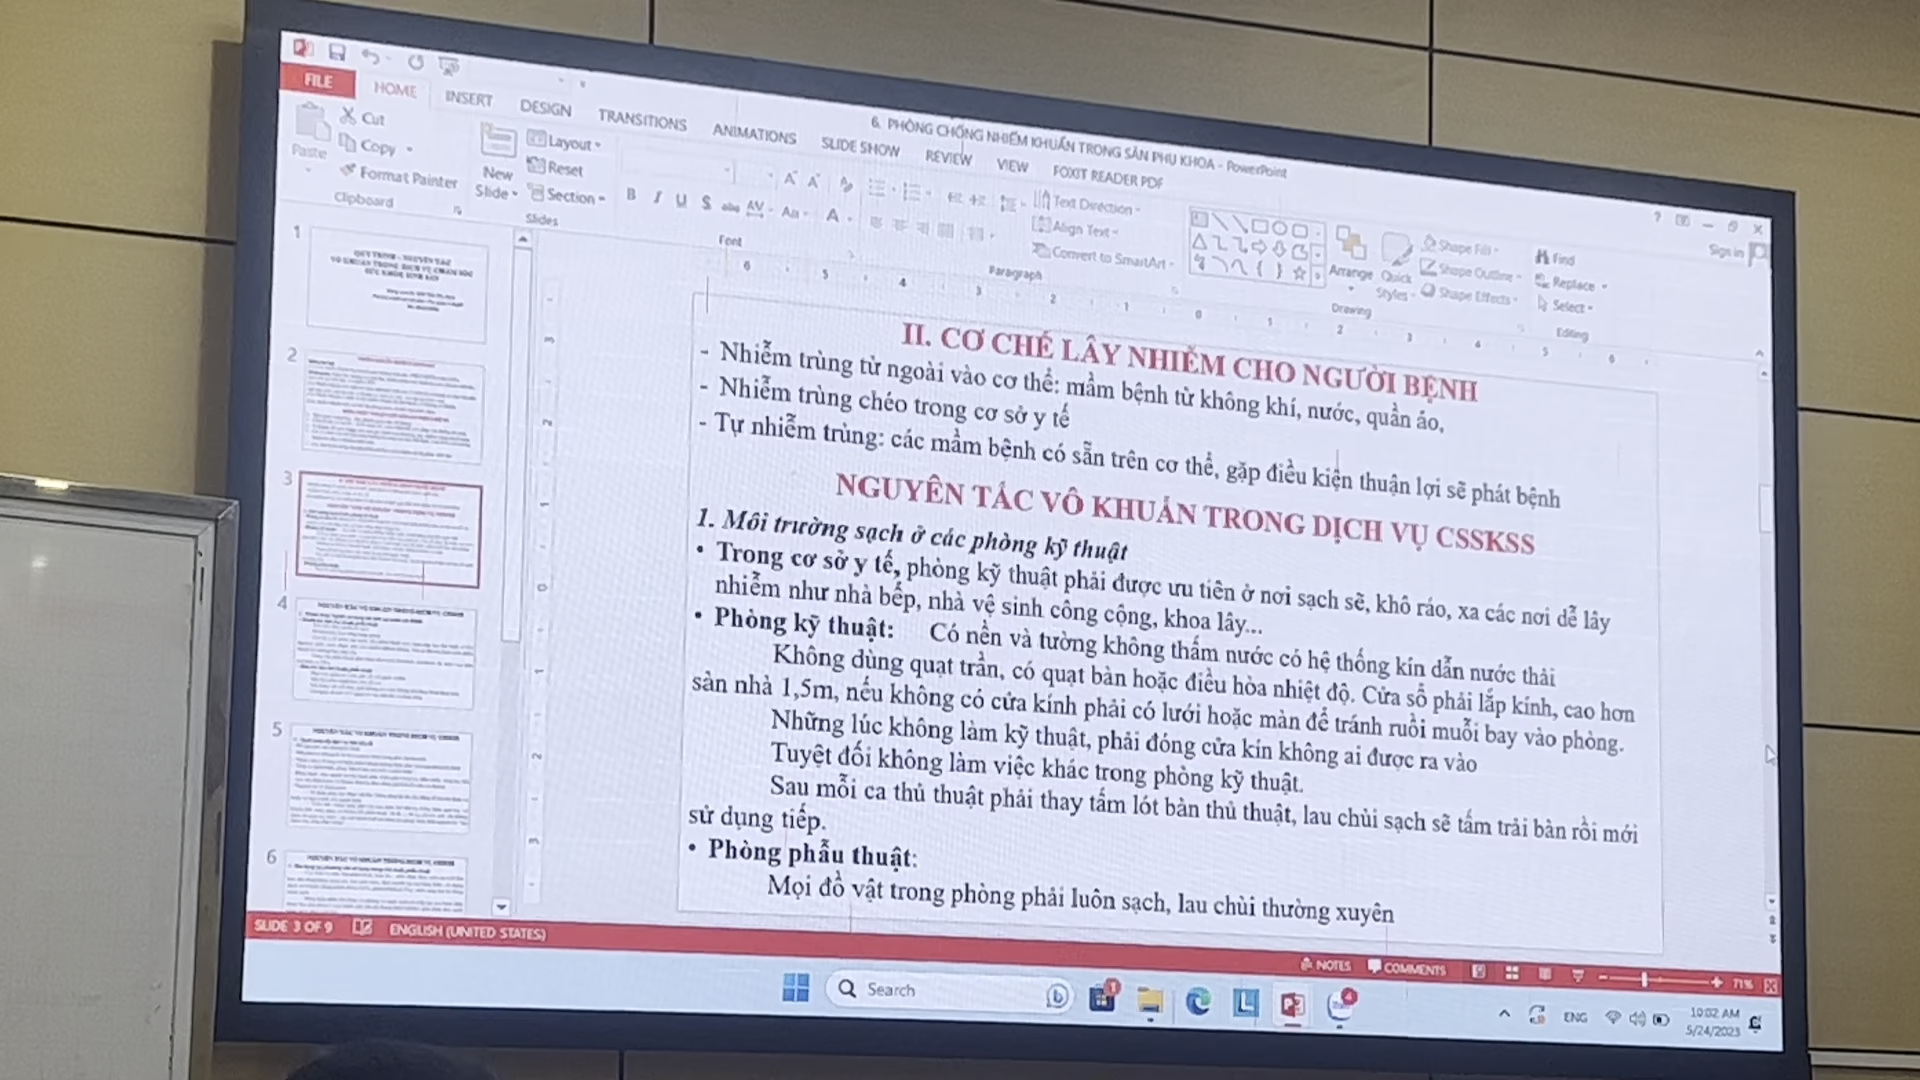 6. PHÒNG CHỐNG NHIỄM KHUẨN TRONG SẢN PHỤ KHOA - PowerPoint
FILE HOME INSERT DESIGN TRANSITIONS ANIMATIONS SLIDE SHOW REVIEW VIEW FOXIT READER PDF
Sign in
Paste
Cut
Copy
Format Painter
Clipboard
New Slide
Layout
Reset
Section
Slides
Font
Text Direction
Align Text
Convert to SmartArt
Paragraph
Arrange
Quick Styles
Shape Fill
Shape Outline
Shape Effects
Drawing
Find
Replace
Select
Editing
1
2
3
4
5
6
II. CƠ CHẾ LÂY NHIỄM CHO NGƯỜI BỆNH
- Nhiễm trùng từ ngoài vào cơ thể: mầm bệnh từ không khí, nước, quần áo,
- Nhiễm trùng chéo trong cơ sở y tế
- Tự nhiễm trùng: các mầm bệnh có sẵn trên cơ thể, gặp điều kiện thuận lợi sẽ phát bệnh
NGUYÊN TẮC VÔ KHUẨN TRONG DỊCH VỤ CSSKSS
1. Môi trường sạch ở các phòng kỹ thuật
• Trong cơ sở y tế, phòng kỹ thuật phải được ưu tiên ở nơi sạch sẽ, khô ráo, xa các nơi dễ lây
nhiễm như nhà bếp, nhà vệ sinh công cộng, khoa lây...
• Phòng kỹ thuật: Có nền và tường không thấm nước có hệ thống kín dẫn nước thải
Không dùng quạt trần, có quạt bàn hoặc điều hòa nhiệt độ. Cửa sổ phải lắp kính, cao hơn
sàn nhà 1,5m, nếu không có cửa kính phải có lưới hoặc màn để tránh ruồi muỗi bay vào phòng.
Những lúc không làm kỹ thuật, phải đóng cửa kín không ai được ra vào
Tuyệt đối không làm việc khác trong phòng kỹ thuật.
Sau mỗi ca thủ thuật phải thay tấm lót bàn thủ thuật, lau chùi sạch sẽ tấm trải bàn rồi mới
sử dụng tiếp.
• Phòng phẫu thuật:
Mọi đồ vật trong phòng phải luôn sạch, lau chùi thường xuyên
SLIDE 3 OF 9 ENGLISH (UNITED STATES)
NOTES COMMENTS 71%
Search
ENG
10:02 AM
5/24/2023